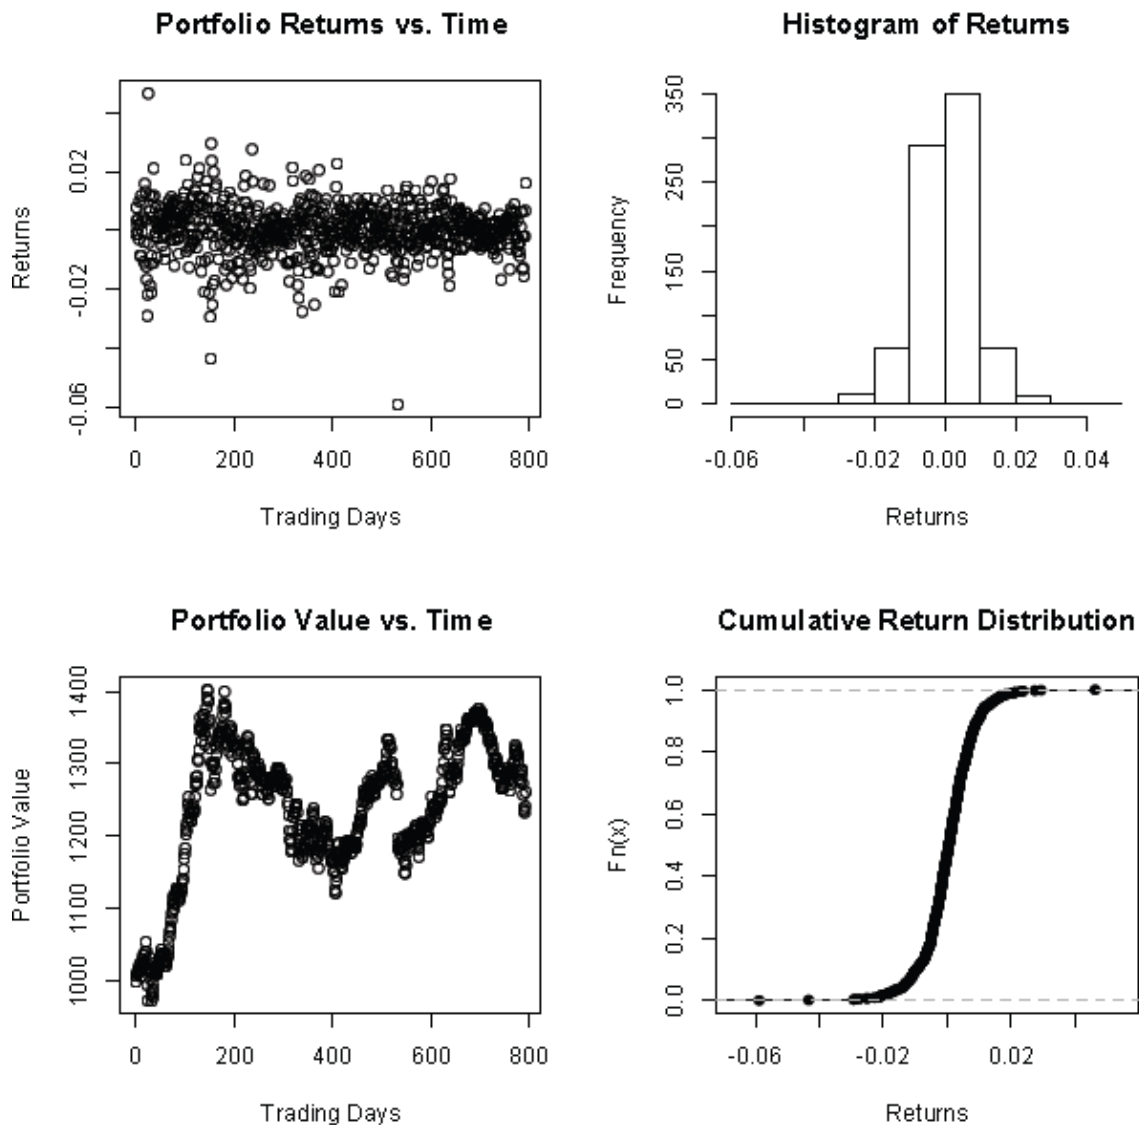 Portfolio Returns vs. Time
Returns
0.02
-0.02
-0.06
0 200 400 600 800
Trading Days
Histogram of Returns
Frequency
350
250
150
50
0
-0.06 -0.02 0.00 0.02 0.04
Returns
Portfolio Value vs. Time
Portfolio Value
1400
1300
1200
1100
1000
0 200 400 600 800
Trading Days
Cumulative Return Distribution
Fn(x)
1.0
0.8
0.6
0.4
0.2
0.0
-0.06 -0.02 0.02
Returns